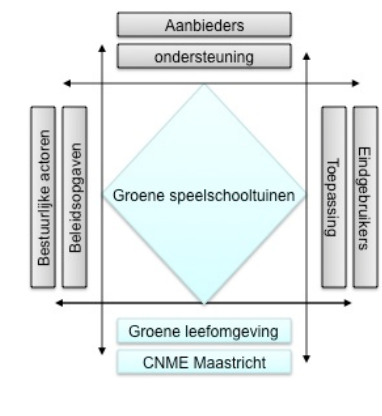 Aanbieders
ondersteuning
Bestuurlijke actoren
Beleidsopgaven
Groene speelschooltuinen
Toepassing
Eindgebruikers
Groene leefomgeving
CNME Maastricht